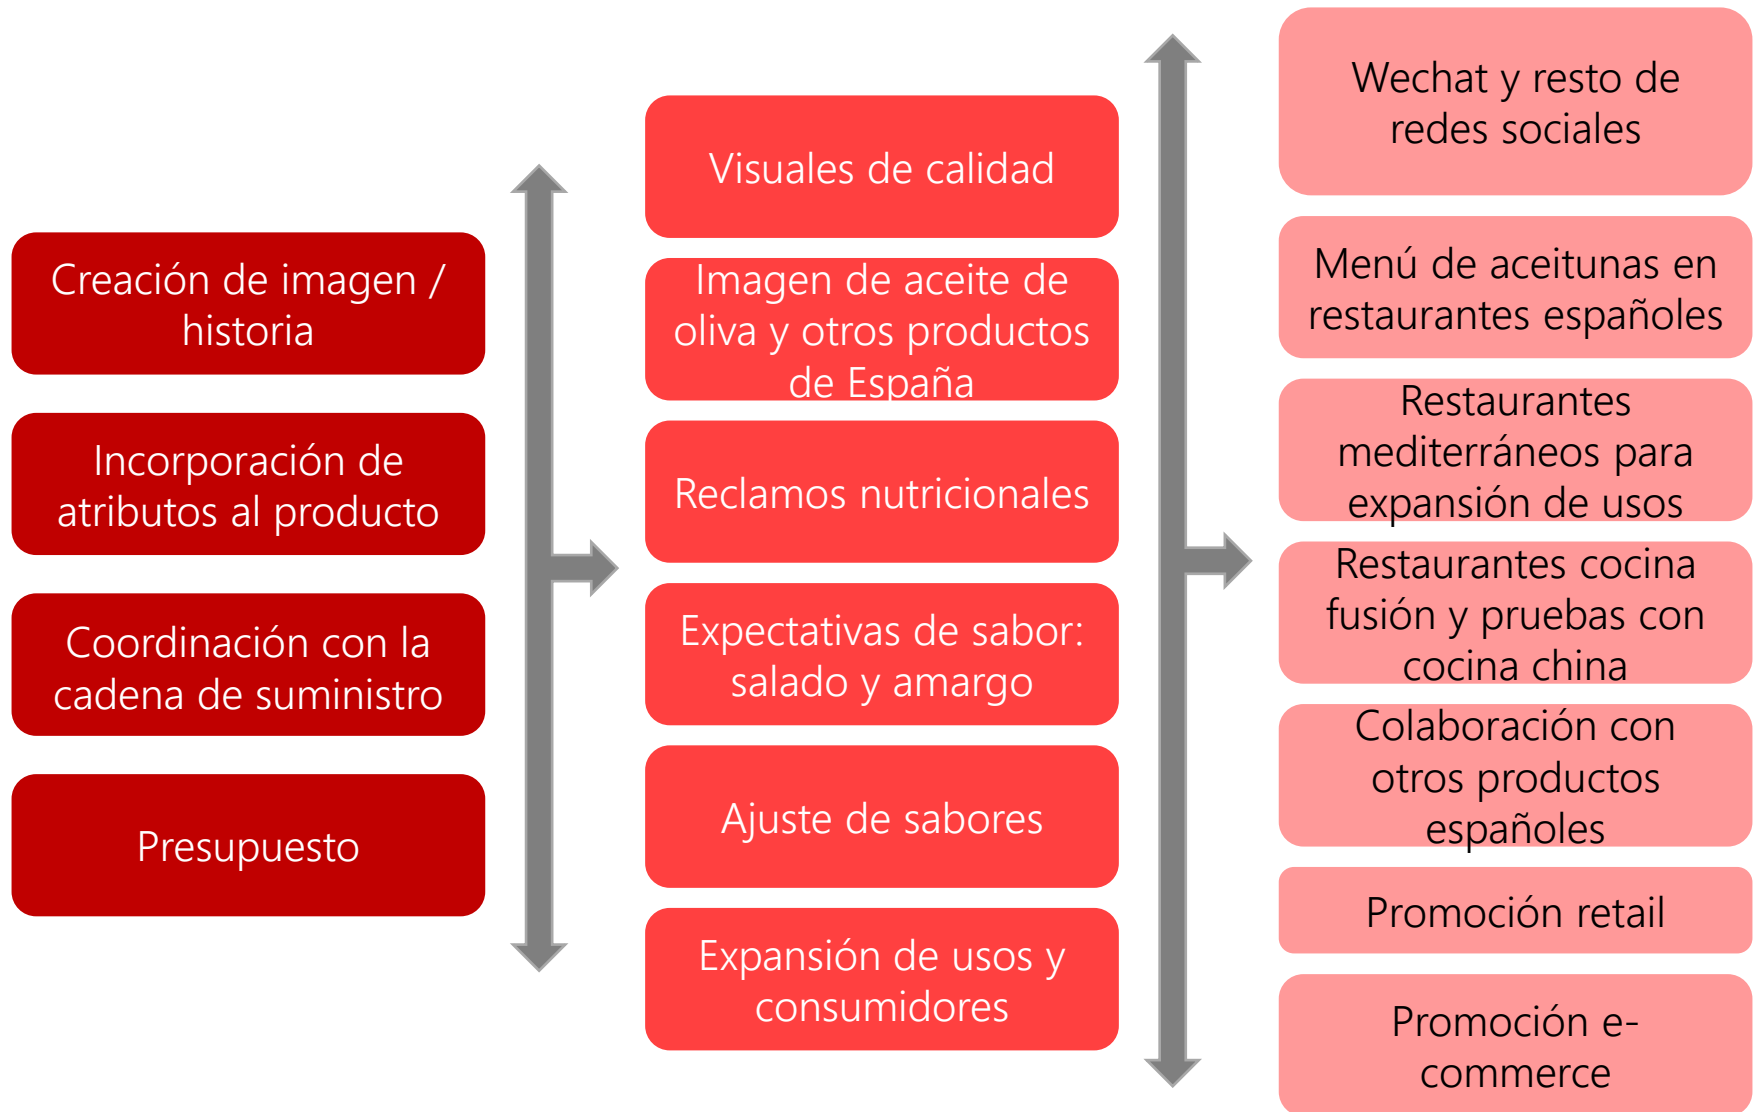 Creación de imagen /
historia
Incorporación de
atributos al producto
Coordinación con la
cadena de suministro
Presupuesto
Visuales de calidad
Imagen de aceite de
oliva y otros productos
de España
Reclamos nutricionales
Expectativas de sabor:
salado y amargo
Ajuste de sabores
Expansión de usos y
consumidores
Wechat y resto de
redes sociales
Menú de aceitunas en
restaurantes españoles
Restaurantes
mediterráneos para
expansión de usos
Restaurantes cocina
fusión y pruebas con
cocina china
Colaboración con
otros productos
españoles
Promoción retail
Promoción e-
commerce